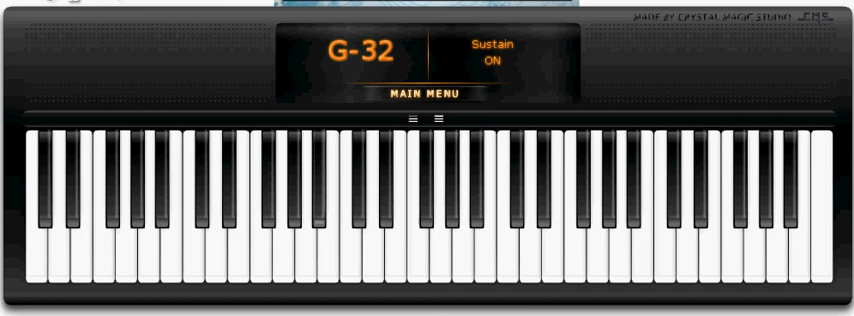 MADE BY CRYSTAL MAGIC STUDIO CMS
G-32
Sustain
ON
MAIN MENU